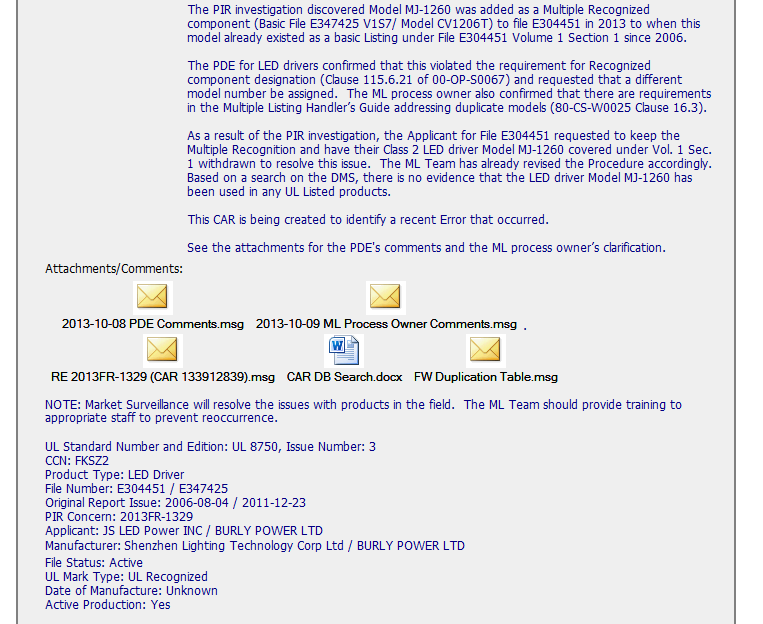 The PIR investigation discovered Model MJ-1260 was added as a Multiple Recognized
component (Basic File E347425 V1S7/ Model CV1206T) to file E304451 in 2013 to when this
model already existed as a basic Listing under File E304451 Volume 1 Section 1 since 2006.
The PDE for LED drivers confirmed that this violated the requirement for Recognized
component designation (Clause 115.6.21 of 00-OP-S0067) and requested that a different
model number be assigned.  The ML process owner also confirmed that there are requirements
in the Multiple Listing Handler's Guide addressing duplicate models (80-CS-W0025 Clause 16.3).
As a result of the PIR investigation, the Applicant for File E304451 requested to keep the
Multiple Recognition and have their Class 2 LED driver Model MJ-1260 covered under Vol. 1 Sec.
1 withdrawn to resolve this issue.  The ML Team has already revised the Procedure accordingly.
Based on a search on the DMS, there is no evidence that the LED driver Model MJ-1260 has
been used in any UL Listed products.
This CAR is being created to identify a recent Error that occurred.
See the attachments for the PDE's comments and the ML process owner's clarification.
Attachments/Comments:
2013-10-08 PDE Comments.msg 2013-10-09 ML Process Owner Comments.msg .
W
RE 2013FR-1329 (CAR 133912839).msg CAR DB Search.docx FW Duplication Table.msg
NOTE: Market Surveillance will resolve the issues with products in the field.  The ML Team should provide training to
appropriate staff to prevent reoccurrence.
UL Standard Number and Edition: UL 8750, Issue Number: 3
CCN: FKSZ2
Product Type: LED Driver
File Number: E304451 / E347425
Original Report Issue: 2006-08-04 / 2011-12-23
PIR Concern: 2013FR-1329
Applicant: JS LED Power INC / BURLY POWER LTD
Manufacturer: Shenzhen Lighting Technology Corp Ltd / BURLY POWER LTD
File Status: Active
UL Mark Type: UL Recognized
Date of Manufacture: Unknown
Active Production: Yes